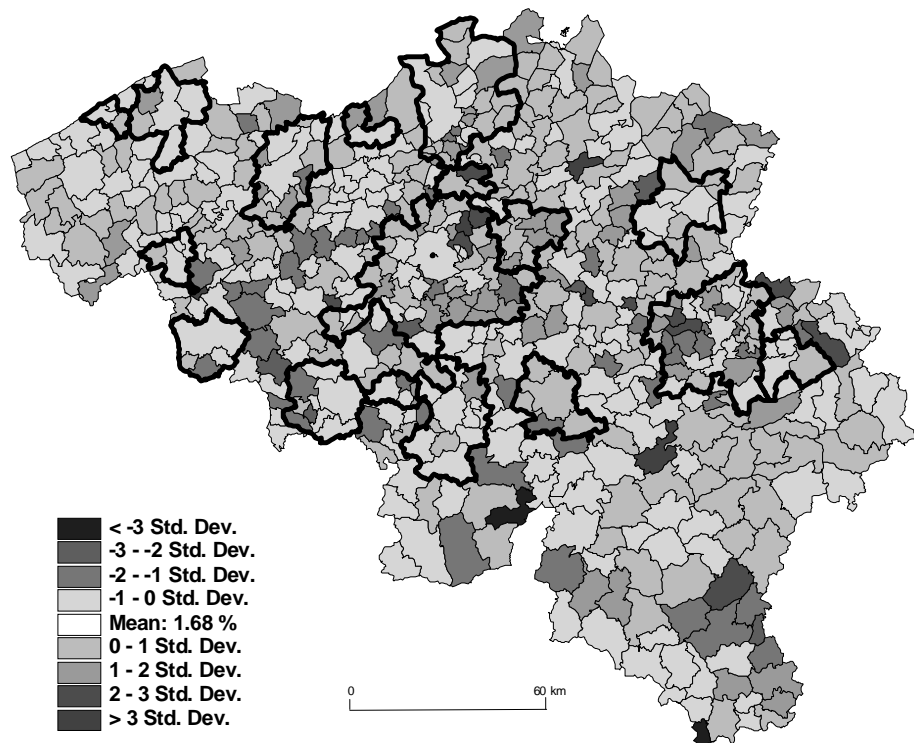 < -3 Std. Dev.
-3 - -2 Std. Dev.
-2 - -1 Std. Dev.
-1 - 0 Std. Dev.
Mean: 1.68 %
0 - 1 Std. Dev.
1 - 2 Std. Dev.
2 - 3 Std. Dev.
> 3 Std. Dev.
0 60 km